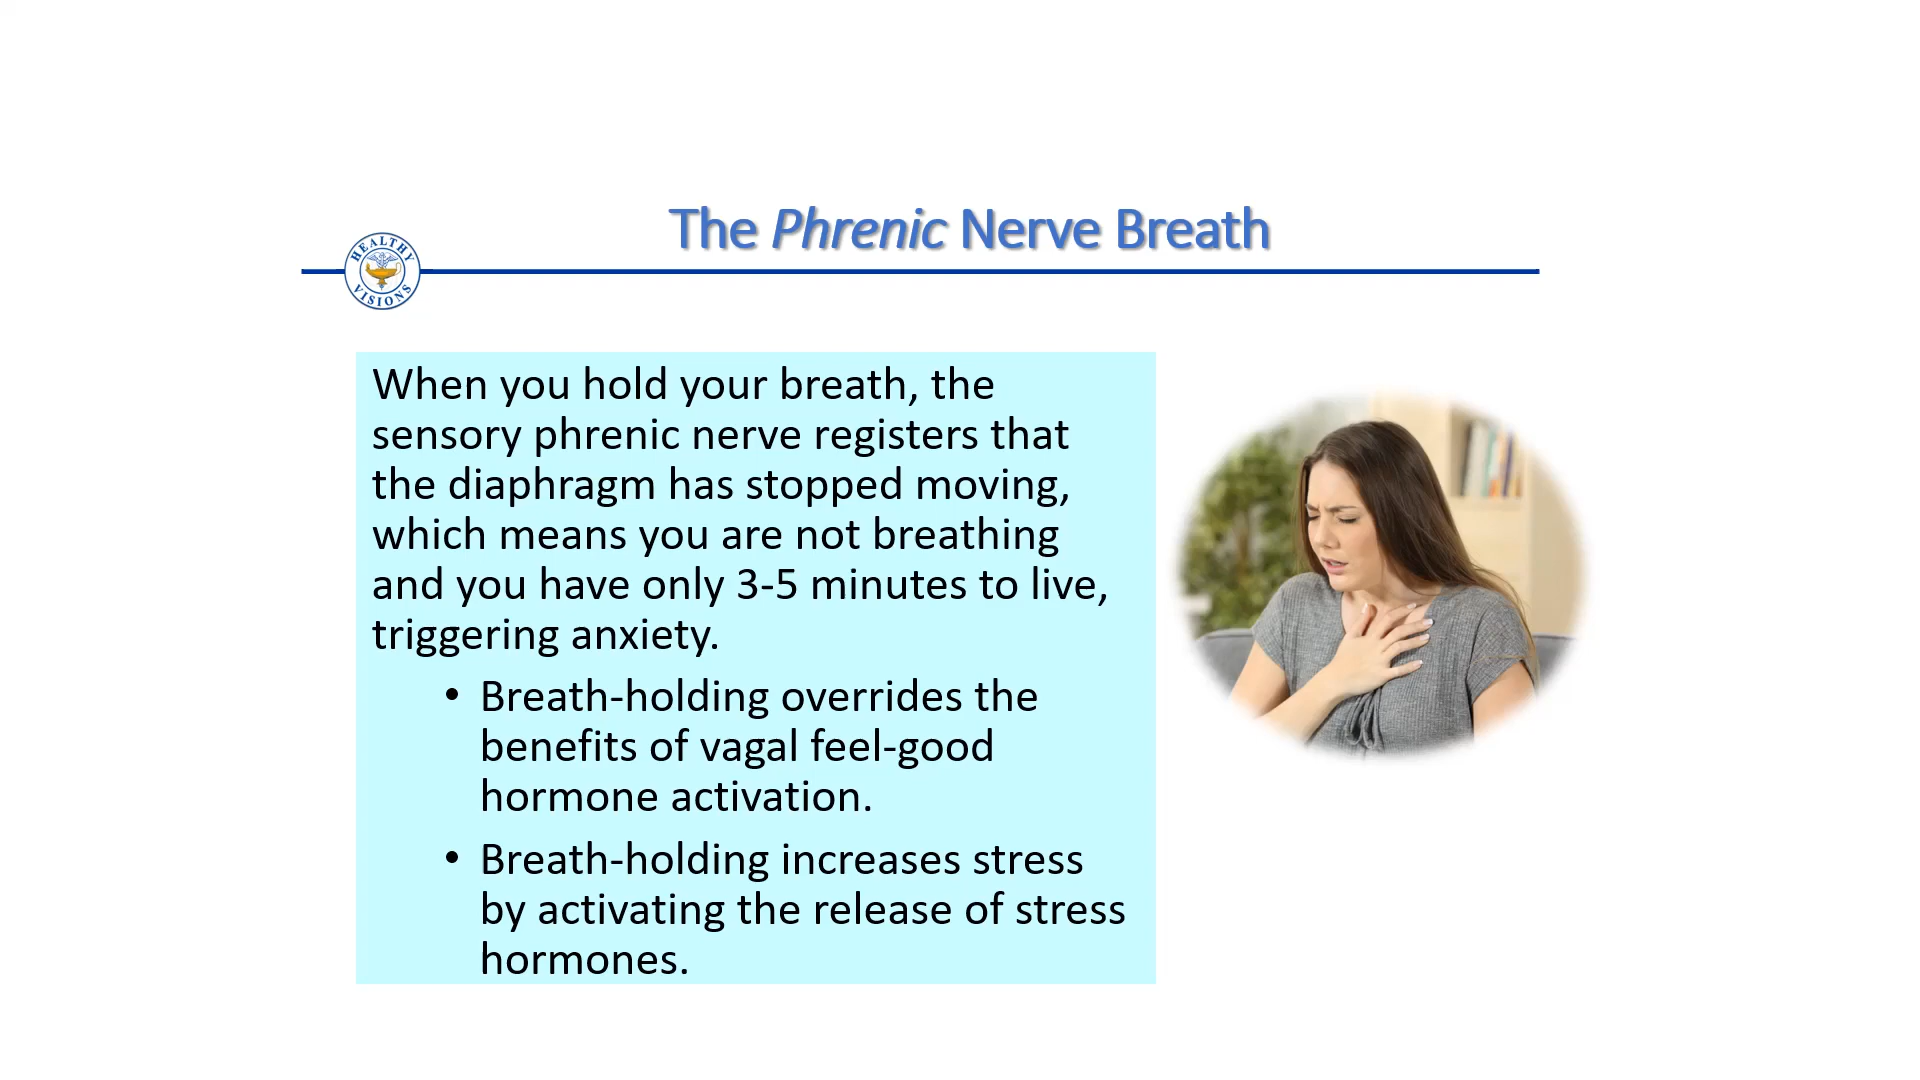 The Phrenic Nerve Breath
HEALTHY
VISIONS
When you hold your breath, the
sensory phrenic nerve registers that
the diaphragm has stopped moving,
which means you are not breathing
and you have only 3-5 minutes to live,
triggering anxiety.
• Breath-holding overrides the
benefits of vagal feel-good
hormone activation.
• Breath-holding increases stress
by activating the release of stress
hormones.